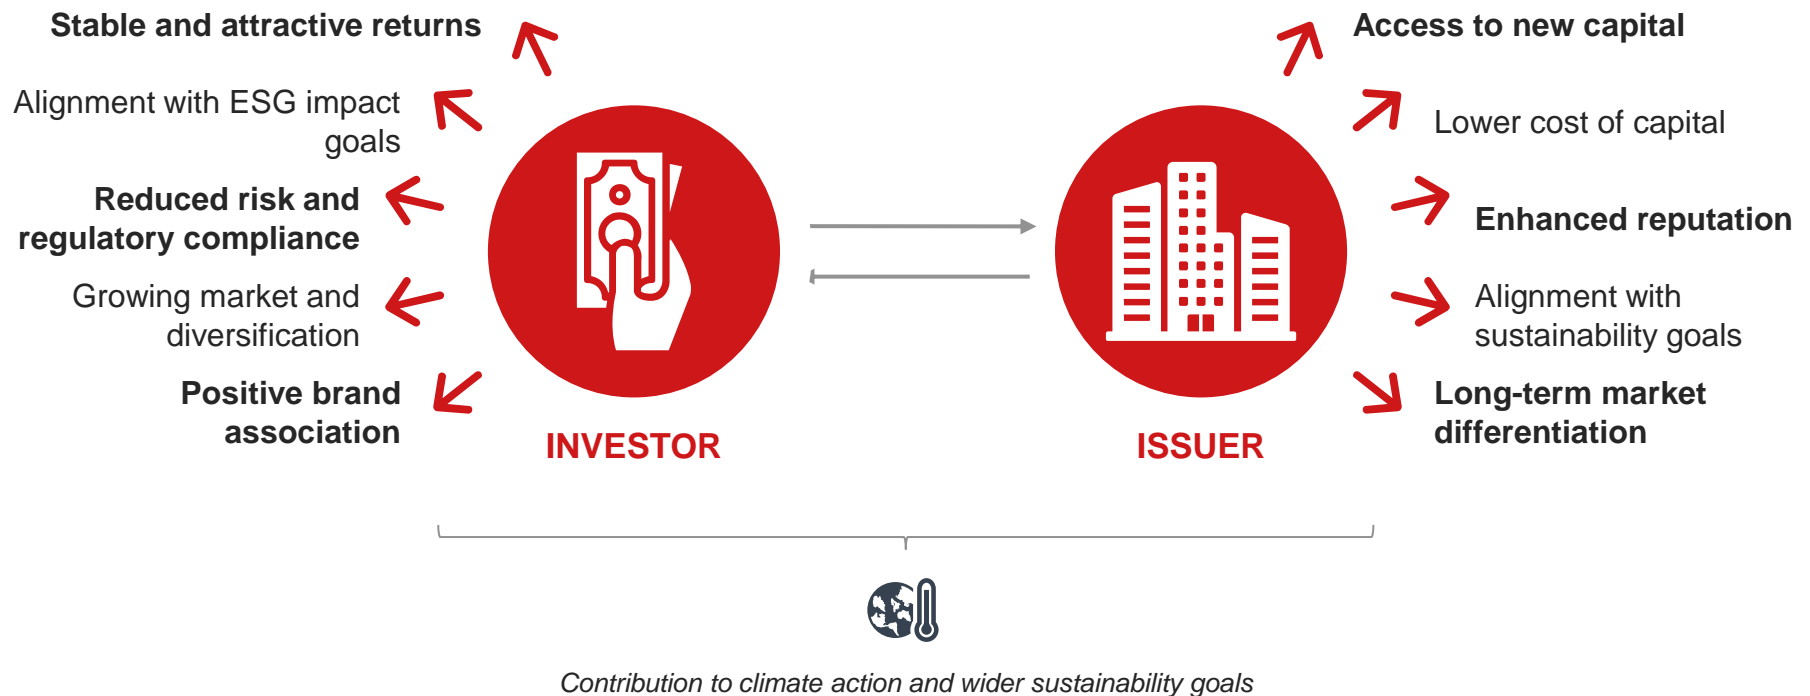 Stable and attractive returns
Alignment with ESG impact
goals
Reduced risk and
regulatory compliance
Growing market and
diversification
Positive brand
association
INVESTOR
Access to new capital
Lower cost of capital
Enhanced reputation
Alignment with
sustainability goals
Long-term market
differentiation
ISSUER
Contribution to climate action and wider sustainability goals